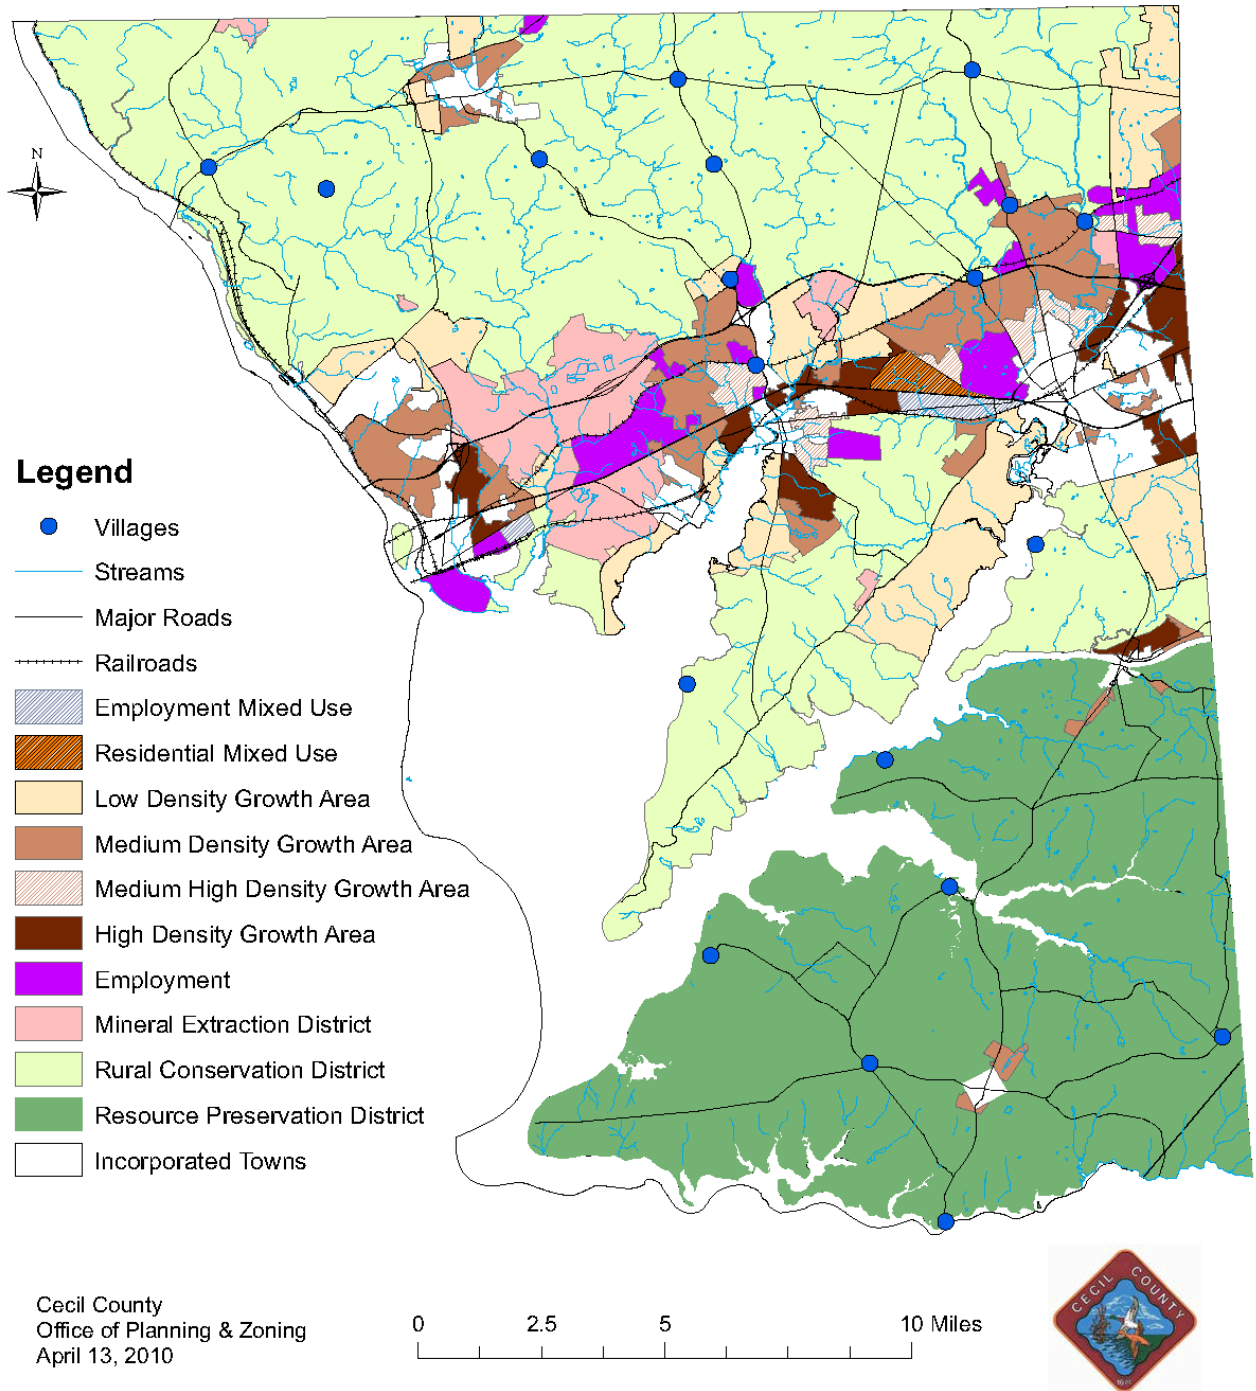 N
Legend
Villages
Streams
Major Roads
Railroads
Employment Mixed Use
Residential Mixed Use
Low Density Growth Area
Medium Density Growth Area
Medium High Density Growth Area
High Density Growth Area
Employment
Mineral Extraction District
Rural Conservation District
Resource Preservation District
Incorporated Towns
Cecil County
Office of Planning & Zoning
April 13, 2010
0 2.5 5 10 Miles
CECIL COUNTY